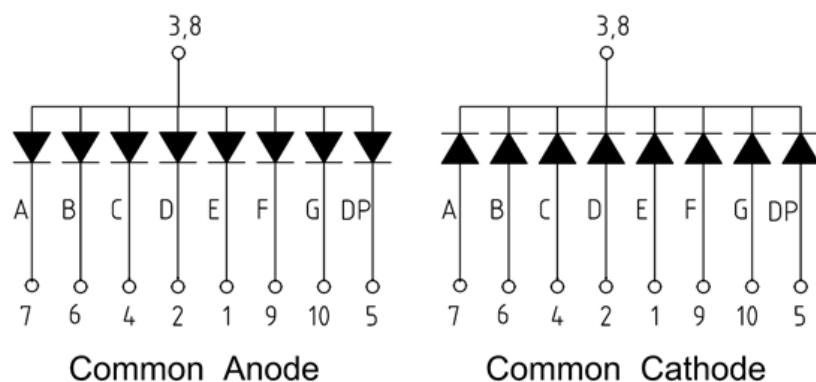 3,8 3,8
A B C D E F G DP A B C D E F G DP
7 6 4 2 1 9 10 5 7 6 4 2 1 9 10 5
Common Anode Common Cathode